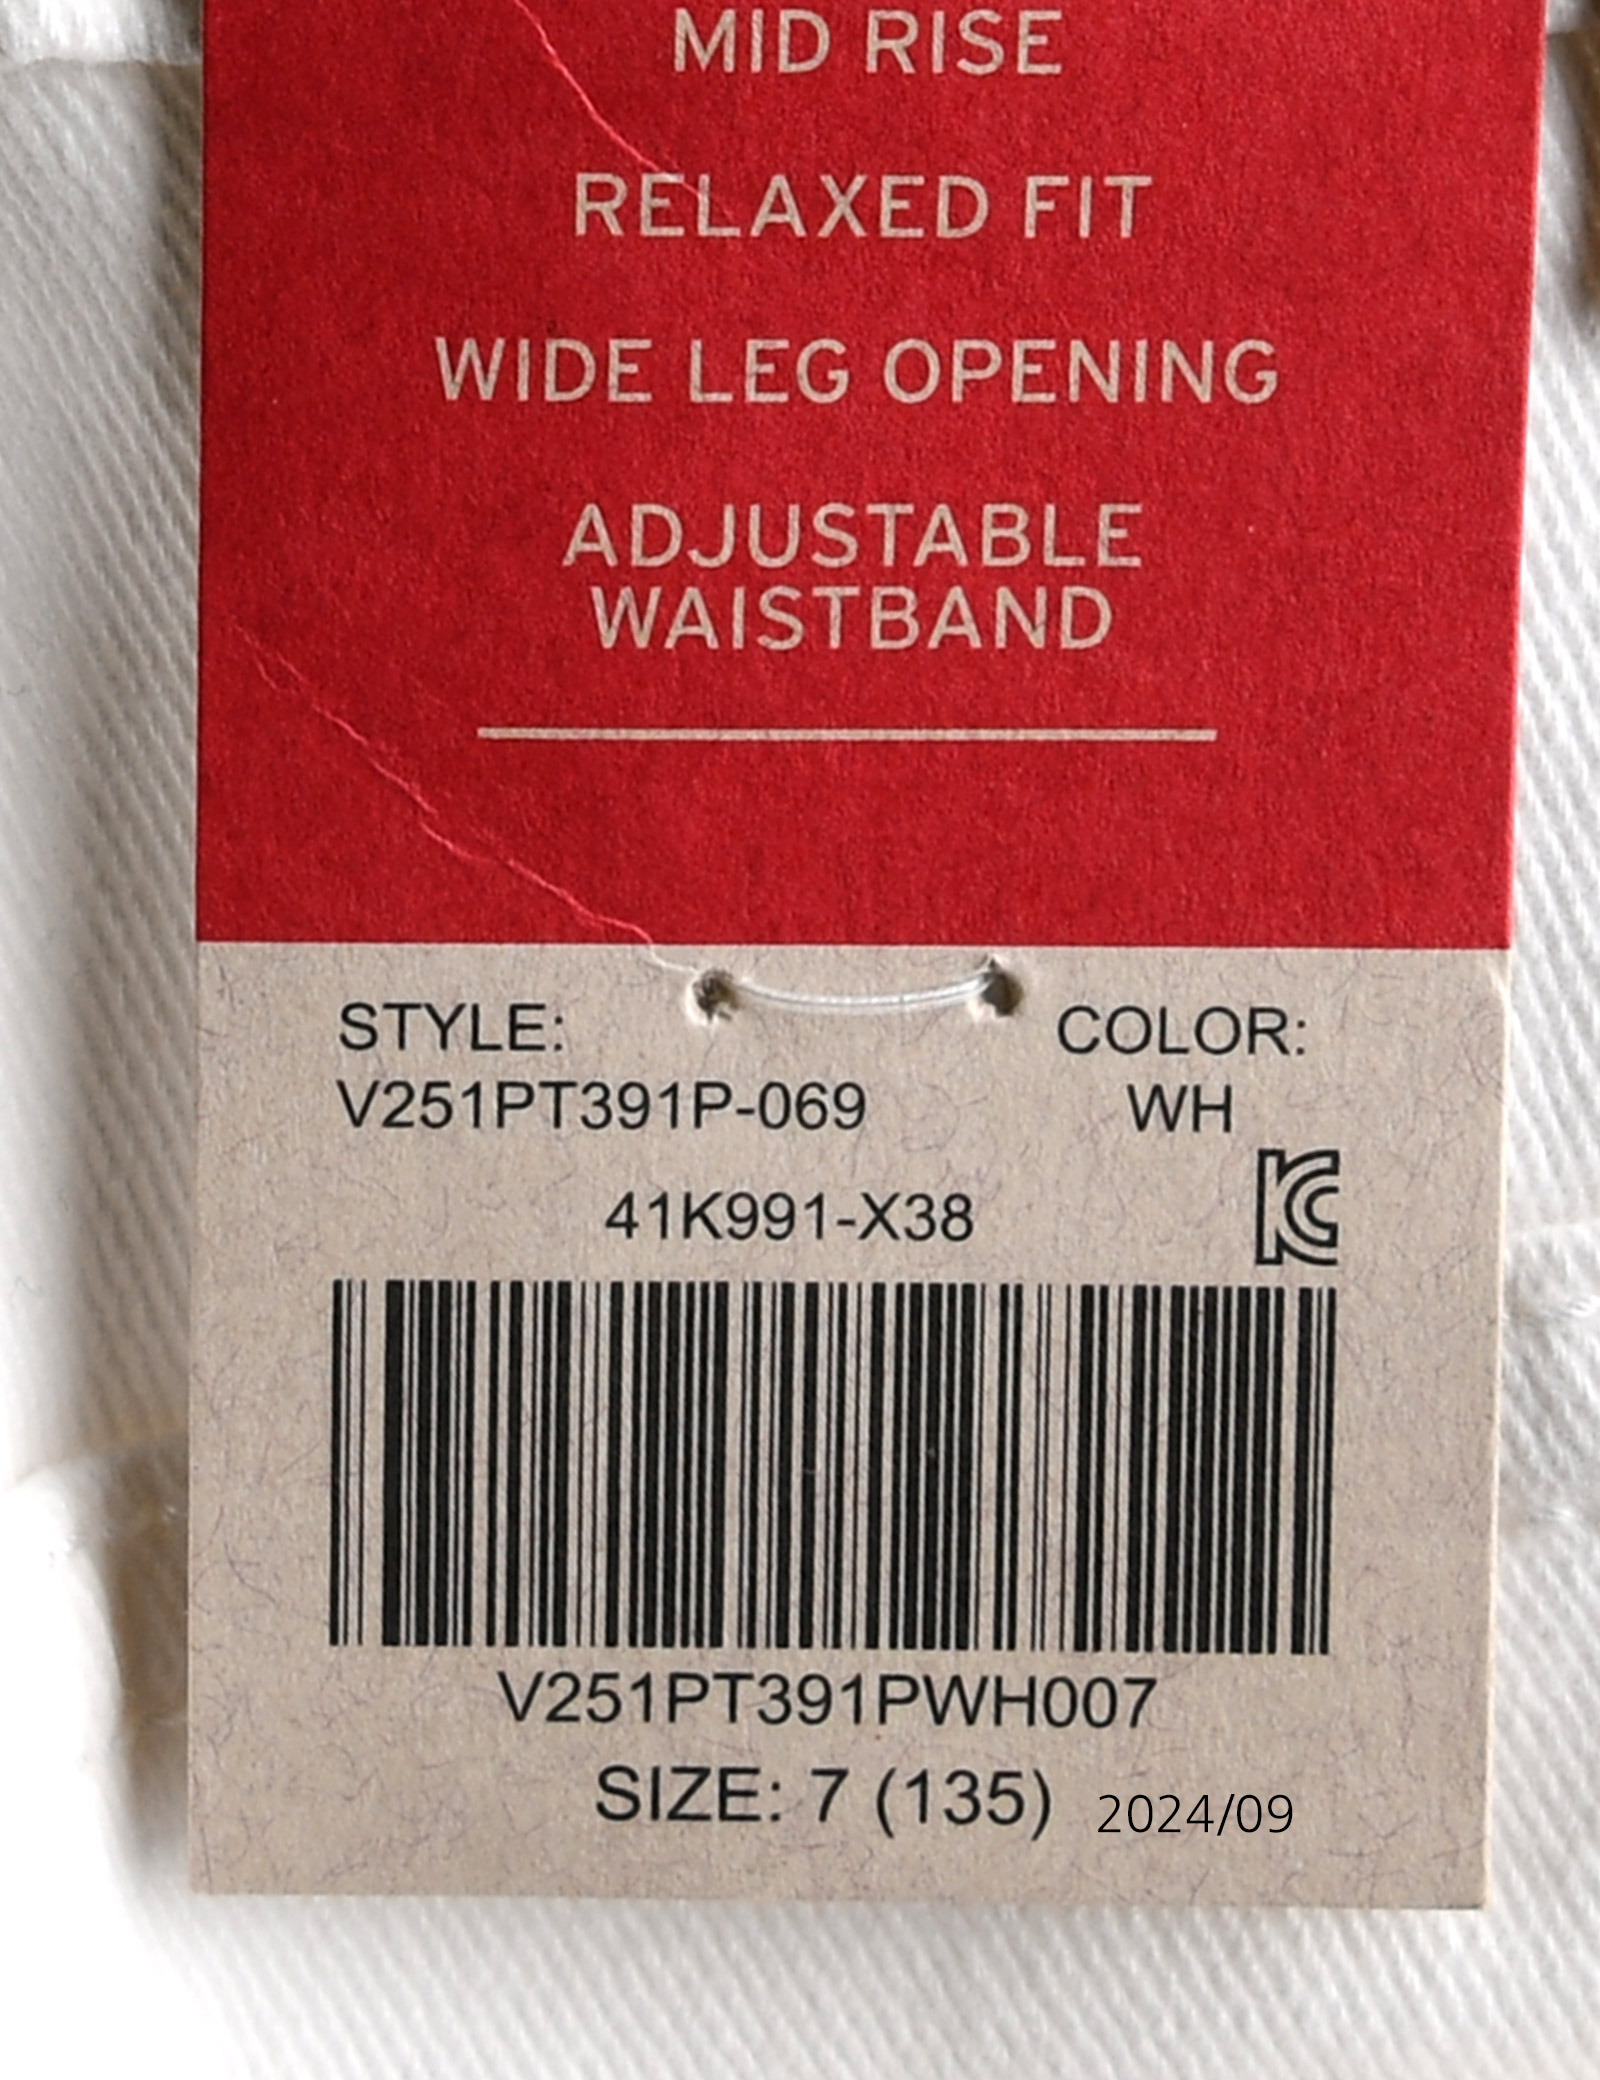 MID RISE
RELAXED FIT
WIDE LEG OPENING
ADJUSTABLE
WAISTBAND
STYLE: COLOR:
V251PT391P-069 WH
41K991-X38
V251PT391PWH007
SIZE: 7 (135) 2024/09